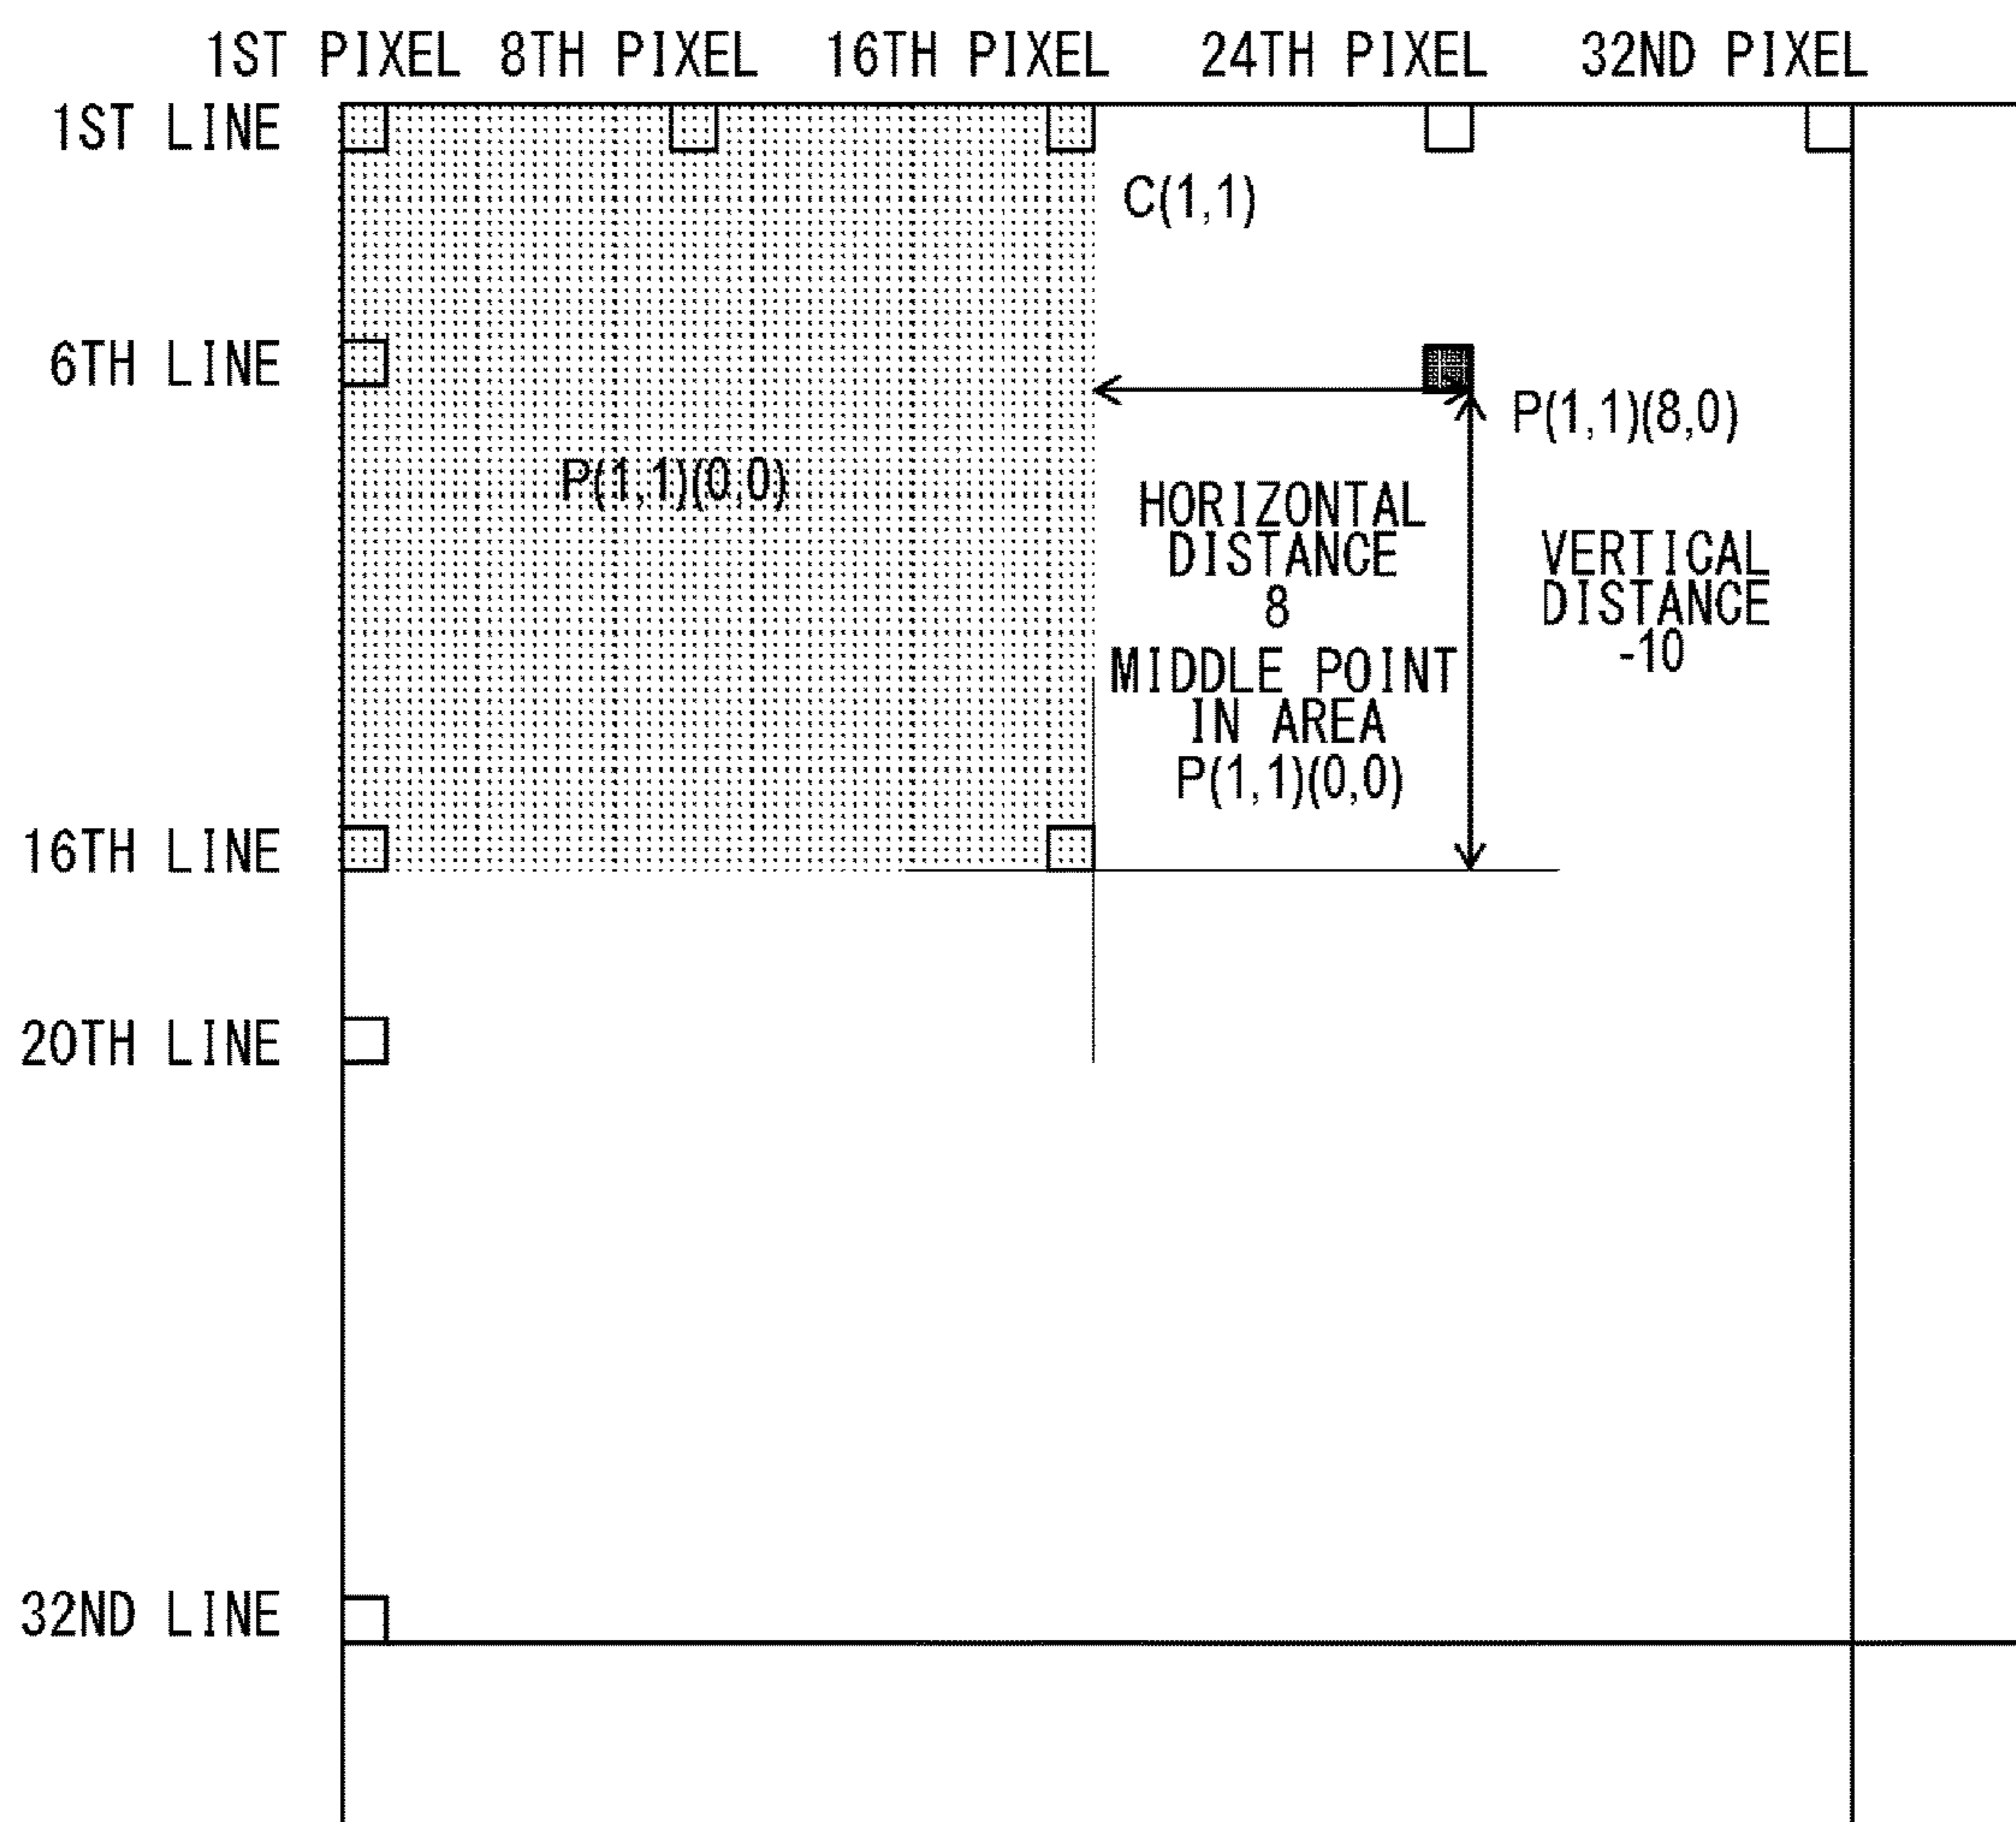 1ST PIXEL 8TH PIXEL 16TH PIXEL 24TH PIXEL 32ND PIXEL
1ST LINE
C(1,1)
6TH LINE
P(1,1)(8,0)
P(1,1)(0,0)
HORIZONTAL
DISTANCE
8
VERTICAL
DISTANCE
-10
MIDDLE POINT
IN AREA
P(1,1)(0,0)
16TH LINE
20TH LINE
32ND LINE